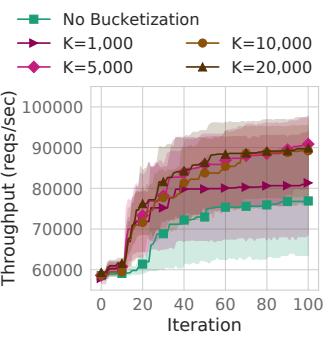 No Bucketization
K=1,000
K=10,000
K=5,000
K=20,000
Throughput (reqs/sec)
100000
90000
80000
70000
60000
0 20 40 60 80 100
Iteration